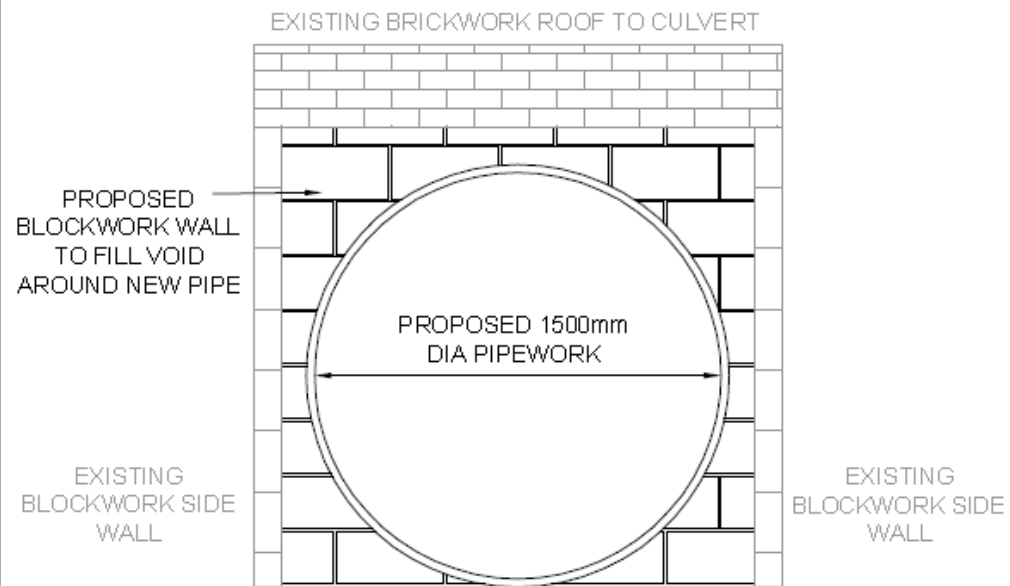 EXISTING BRICKWORK ROOF TO CULVERT
PROPOSED
BLOCKWORK WALL
TO FILL VOID
AROUND NEW PIPE
PROPOSED 1500mm
DIA PIPEWORK
EXISTING
BLOCKWORK SIDE
WALL
EXISTING
BLOCKWORK SIDE
WALL